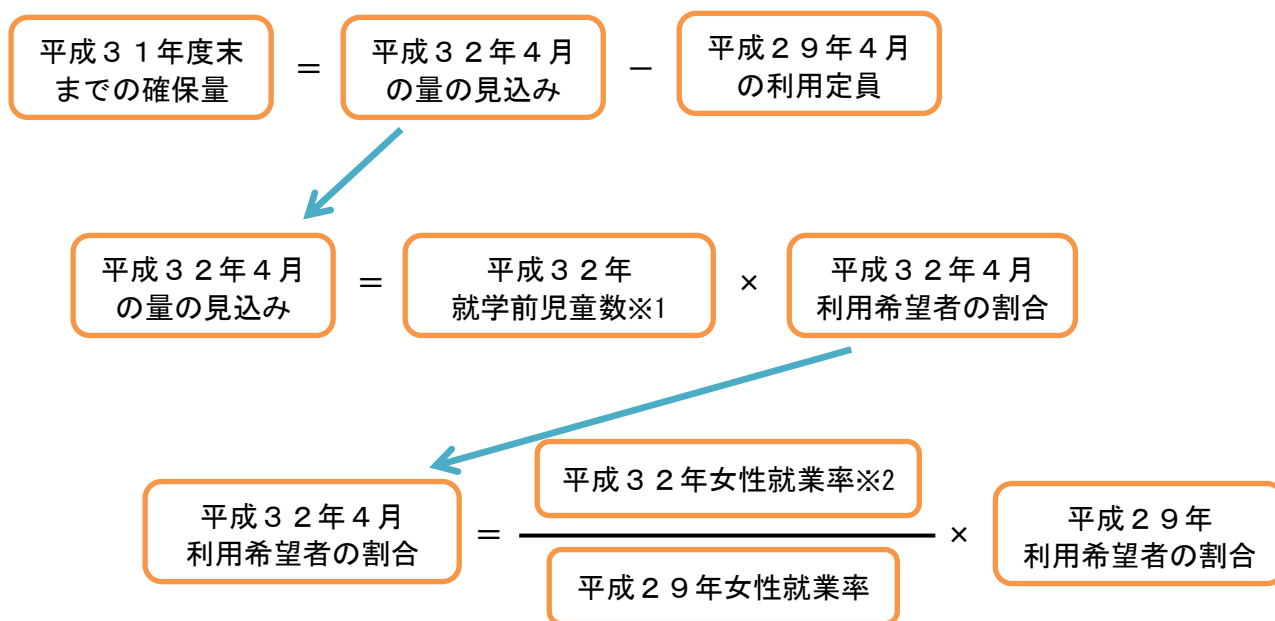 平成３１年度末
までの確保量
＝
平成３２年４月
の量の見込み
－
平成２９年４月
の利用定員
平成３２年４月
の量の見込み
＝
平成３２年
就学前児童数※1
×
平成３２年４月
利用希望者の割合
平成３２年４月
利用希望者の割合
＝
平成３２年女性就業率※2
平成２９年女性就業率
×
平成２９年
利用希望者の割合